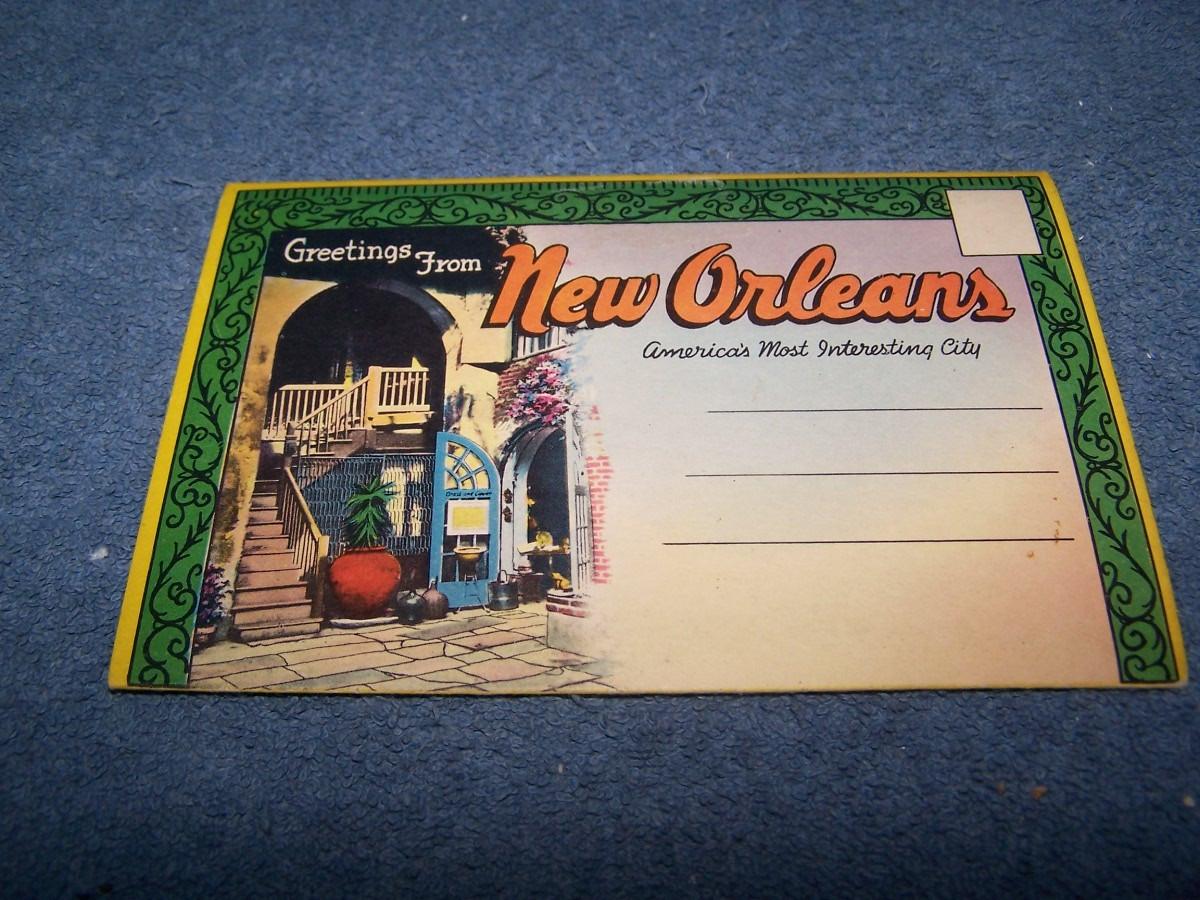 Greetings From
New Orleans
America's Most Interesting City